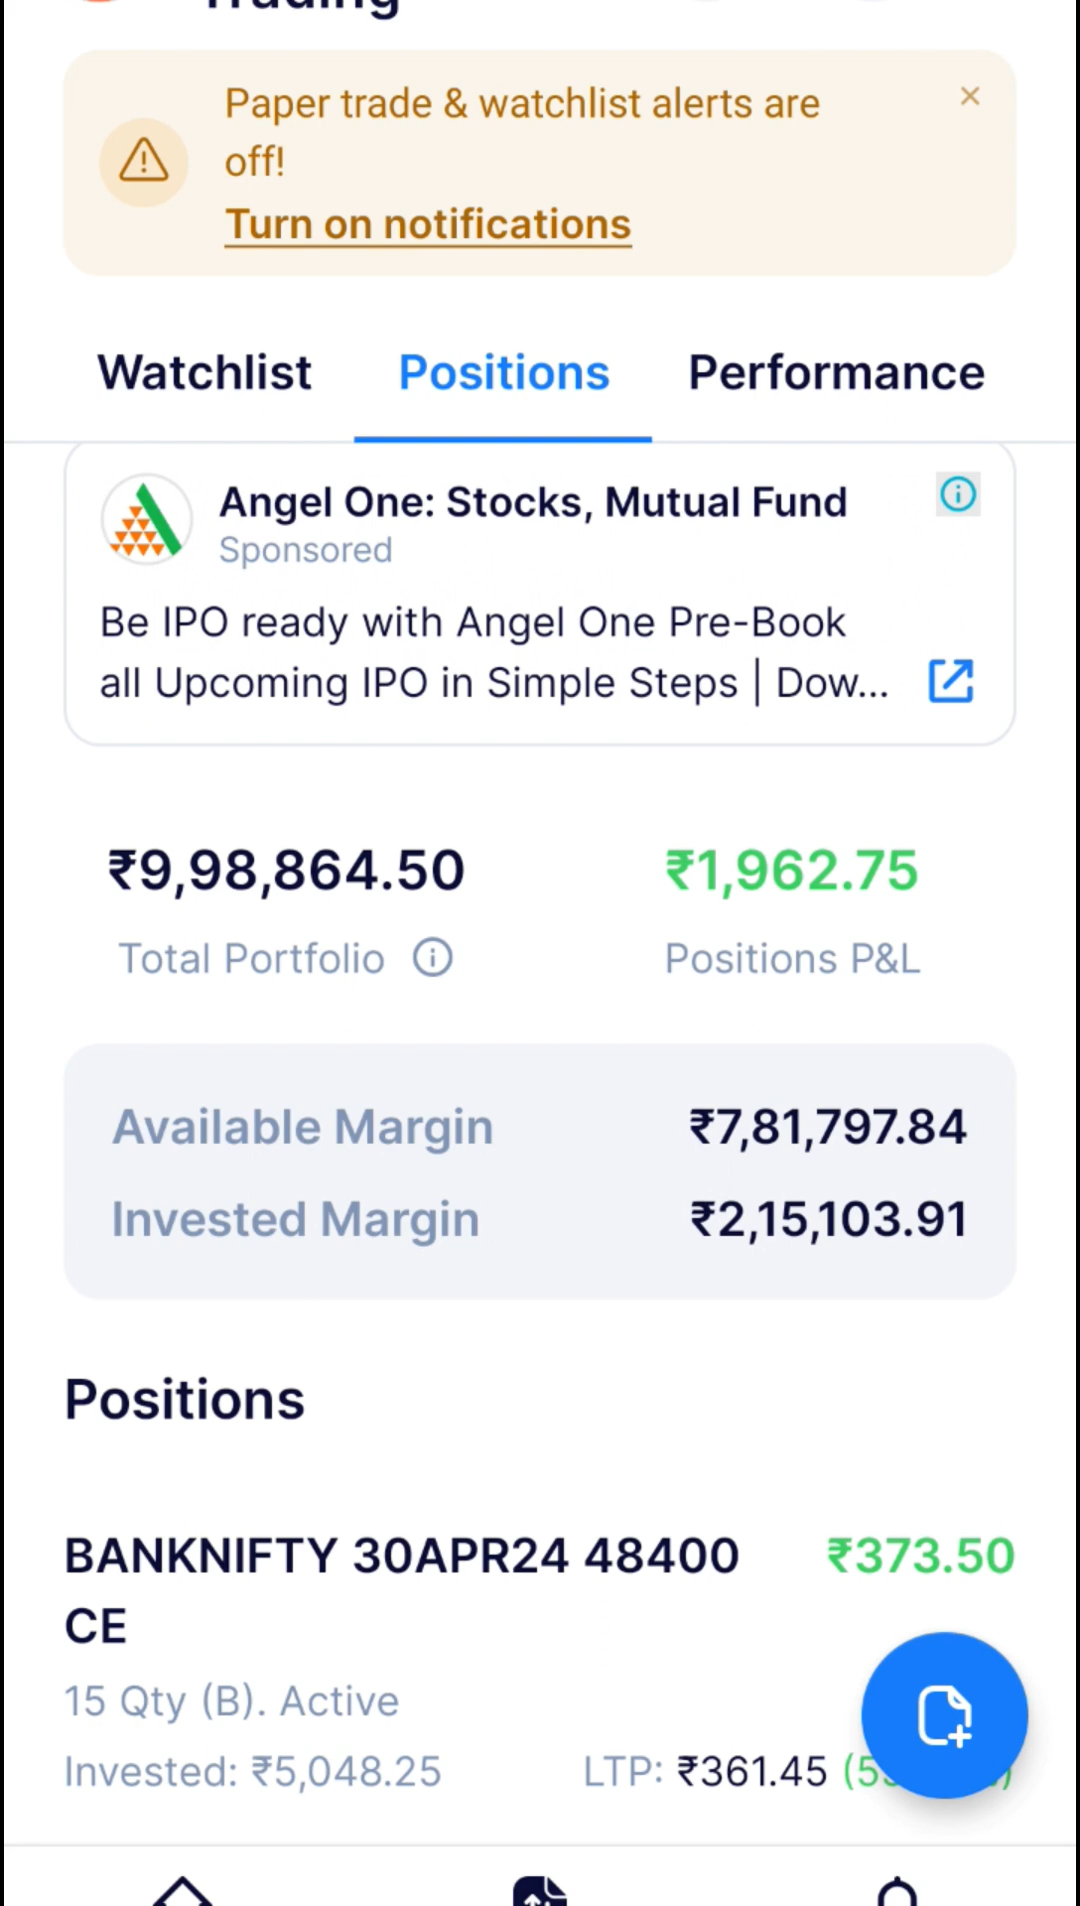 Trading
Paper trade & watchlist alerts are
off!
Turn on notifications
Watchlist
Positions
Performance
Angel One: Stocks, Mutual Fund
Sponsored
Be IPO ready with Angel One Pre-Book
all Upcoming IPO in Simple Steps | Dow...
₹9,98,864.50
₹1,962.75
Total Portfolio
Positions P&L
Available Margin
₹7,81,797.84
Invested Margin
₹2,15,103.91
Positions
BANKNIFTY 30APR24 48400
₹373.50
CE
15 Qty (B). Active
Invested: ₹5,048.25
LTP: ₹361.45